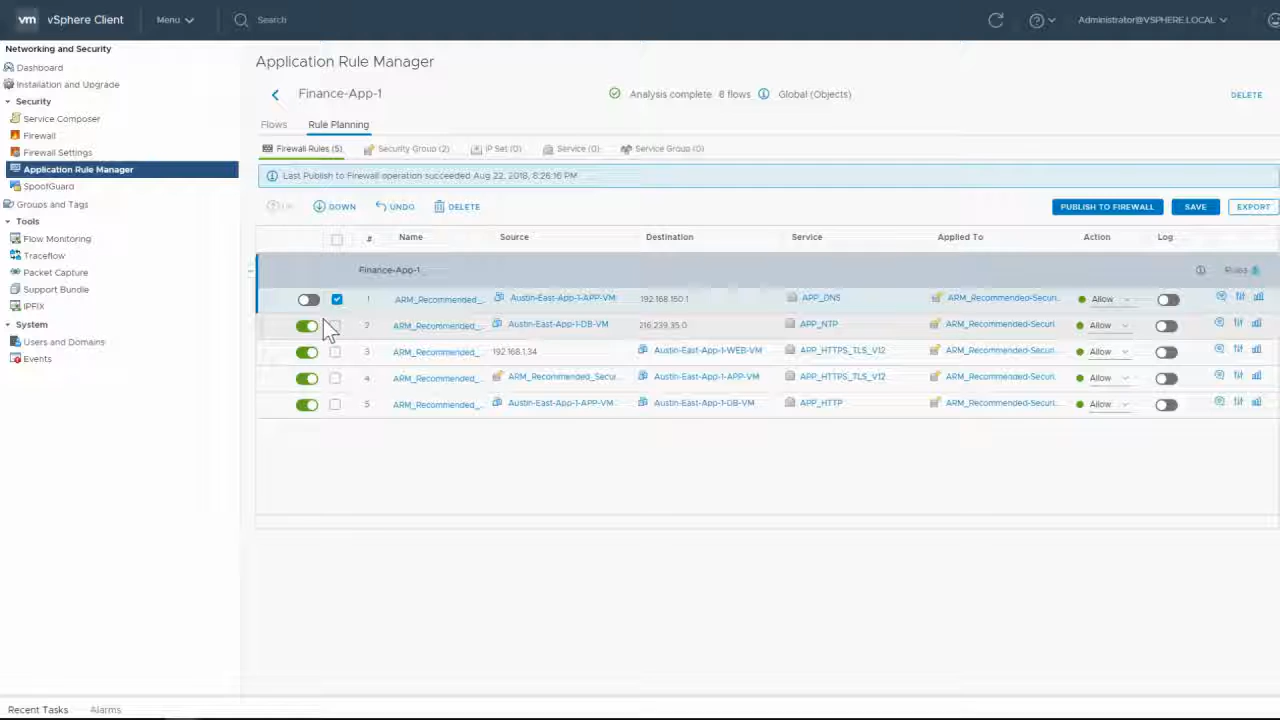 vm vSphere Client Menu Search Administrator@VSPHERE.LOCAL
Networking and Security
Dashboard
Installation and Upgrade
Security
Service Composer
Firewall
Firewall Settings
Application Rule Manager
SpoofGuard
Groups and Tags
Tools
Flow Monitoring
Traceflow
Packet Capture
Support Bundle
IPFIX
System
Users and Domains
Events
Application Rule Manager
Finance-App-1 Analysis complete 8 flows Global (Objects) DELETE
Flows Rule Planning
Firewall Rules (5) Security Group (2) IP Set (0) Service (0) Service Group (0)
Last Publish to Firewall operation succeeded Aug 22, 2018, 8:26:16 PM
UP DOWN UNDO DELETE PUBLISH TO FIREWALL SAVE EXPORT
# Name Source Destination Service Applied To Action Log
Finance-App-1 Rules
1 ARM_Recommended_... Austin-East-App-1-APP-VM 192.168.150.1 APP_DNS ARM_Recommended-Securi... Allow
2 ARM_Recommended_... Austin-East-App-1-DB-VM 216.239.35.0 APP_NTP ARM_Recommended-Securi... Allow
3 ARM_Recommended_... 192.168.1.34 Austin-East-App-1-WEB-VM APP_HTTPS_TLS_V12 ARM_Recommended-Securi... Allow
4 ARM_Recommended_... ARM_Recommended_Secur... Austin-East-App-1-APP-VM APP_HTTPS_TLS_V12 ARM_Recommended-Securi... Allow
5 ARM_Recommended_... Austin-East-App-1-APP-VM Austin-East-App-1-DB-VM APP_HTTP ARM_Recommended-Securi... Allow
Recent Tasks Alarms